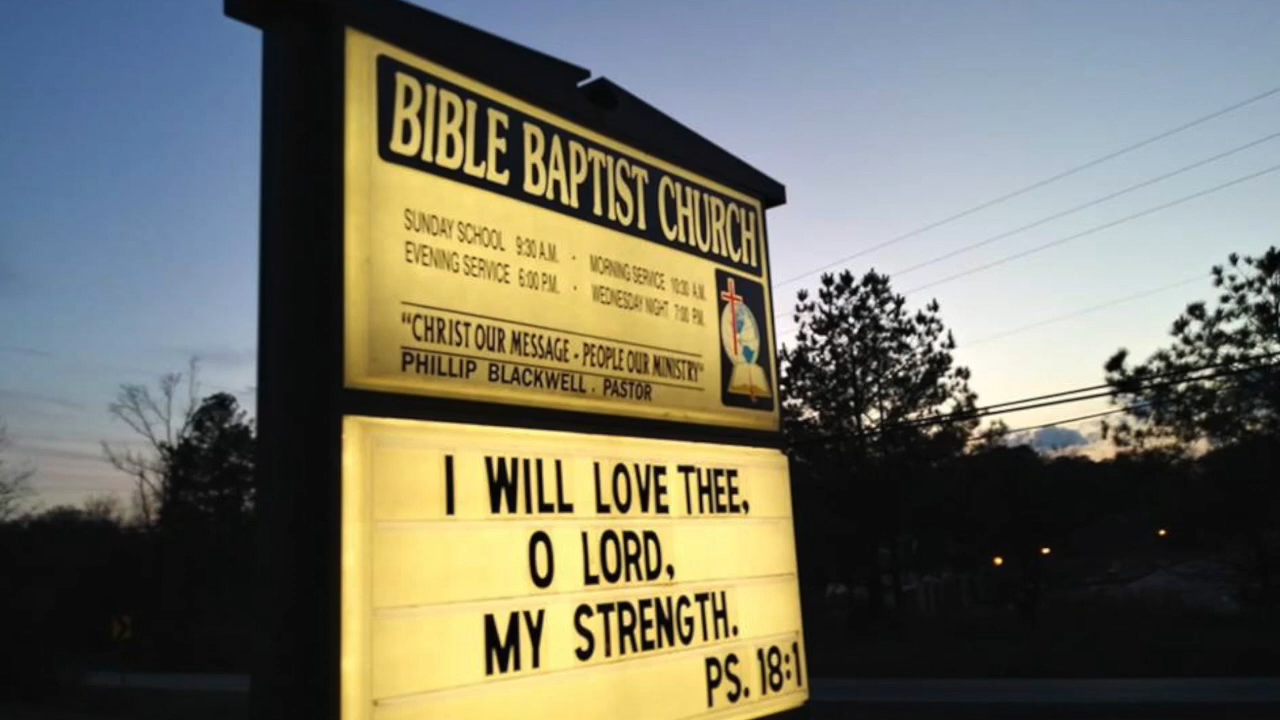 BIBLE BAPTIST CHURCH
SUNDAY SCHOOL 9:30 A.M. · MORNING SERVICE 10:30 A.M.
EVENING SERVICE 6:00 P.M. · WEDNESDAY NIGHT 7:00 P.M.
"CHRIST OUR MESSAGE - PEOPLE OUR MINISTRY"
PHILLIP BLACKWELL · PASTOR
I WILL LOVE THEE,
O LORD,
MY STRENGTH.
PS. 18:1